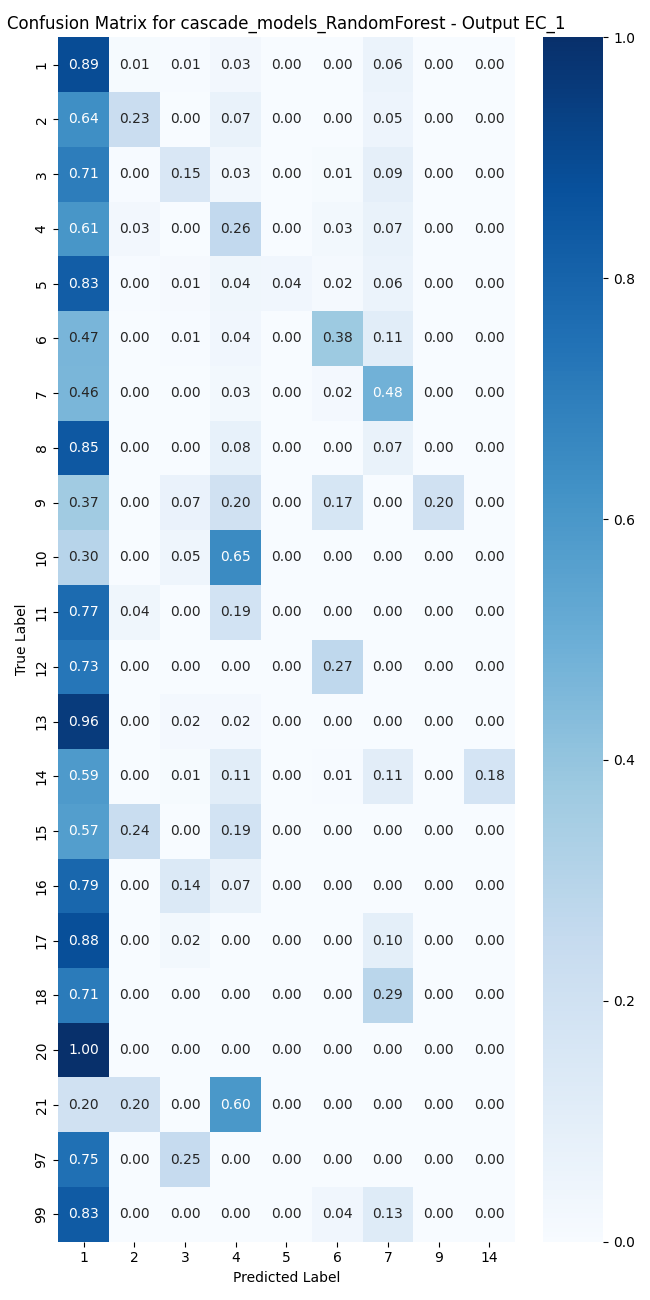 Confusion Matrix for cascade_models_RandomForest - Output EC_1
1 0.89 0.01 0.01 0.03 0.00 0.00 0.06 0.00 0.00
2 0.64 0.23 0.00 0.07 0.00 0.00 0.05 0.00 0.00
3 0.71 0.00 0.15 0.03 0.00 0.01 0.09 0.00 0.00
4 0.61 0.03 0.00 0.26 0.00 0.03 0.07 0.00 0.00
5 0.83 0.00 0.01 0.04 0.04 0.02 0.06 0.00 0.00
6 0.47 0.00 0.01 0.04 0.00 0.38 0.11 0.00 0.00
7 0.46 0.00 0.00 0.03 0.00 0.02 0.48 0.00 0.00
8 0.85 0.00 0.00 0.08 0.00 0.00 0.07 0.00 0.00
9 0.37 0.00 0.07 0.20 0.00 0.17 0.00 0.20 0.00
10 0.30 0.00 0.05 0.65 0.00 0.00 0.00 0.00 0.00
11 0.77 0.04 0.00 0.19 0.00 0.00 0.00 0.00 0.00
12 0.73 0.00 0.00 0.00 0.00 0.27 0.00 0.00 0.00
13 0.96 0.00 0.02 0.02 0.00 0.00 0.00 0.00 0.00
14 0.59 0.00 0.01 0.11 0.00 0.01 0.11 0.00 0.18
15 0.57 0.24 0.00 0.19 0.00 0.00 0.00 0.00 0.00
16 0.79 0.00 0.14 0.07 0.00 0.00 0.00 0.00 0.00
17 0.88 0.00 0.02 0.00 0.00 0.00 0.10 0.00 0.00
18 0.71 0.00 0.00 0.00 0.00 0.00 0.29 0.00 0.00
20 1.00 0.00 0.00 0.00 0.00 0.00 0.00 0.00 0.00
21 0.20 0.20 0.00 0.60 0.00 0.00 0.00 0.00 0.00
97 0.75 0.00 0.25 0.00 0.00 0.00 0.00 0.00 0.00
99 0.83 0.00 0.00 0.00 0.00 0.04 0.13 0.00 0.00
1 2 3 4 5 6 7 9 14
Predicted Label
True Label
1.0
0.8
0.6
0.4
0.2
0.0